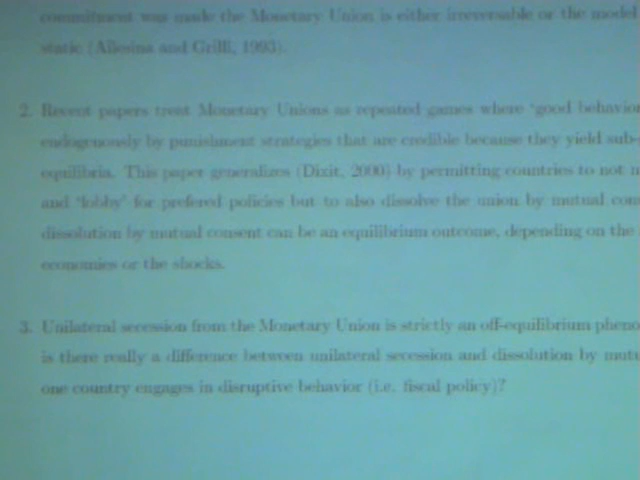 commitment was made the Monetary Union is either irreversable or the model
static (Allesina and Grilli, 1993).
2. Recent papers treat Monetary Unions as repeated games where 'good behavior
endogenously by punishment strategies that are credible because they yield sub-
equilibria. This paper generalizes (Dixit, 2000) by permitting countries to not
and 'lobby' for prefered policies but to also dissolve the union by mutual
dissolution by mutual consent can be an equilibrium outcome, depending on the
economies or the shocks.
3. Unilateral secession from the Monetary Union is strictly an off-equilibrium
is there really a difference between unilateral secession and dissolution by
one country engages in disruptive behavior (i.e. fiscal policy)?